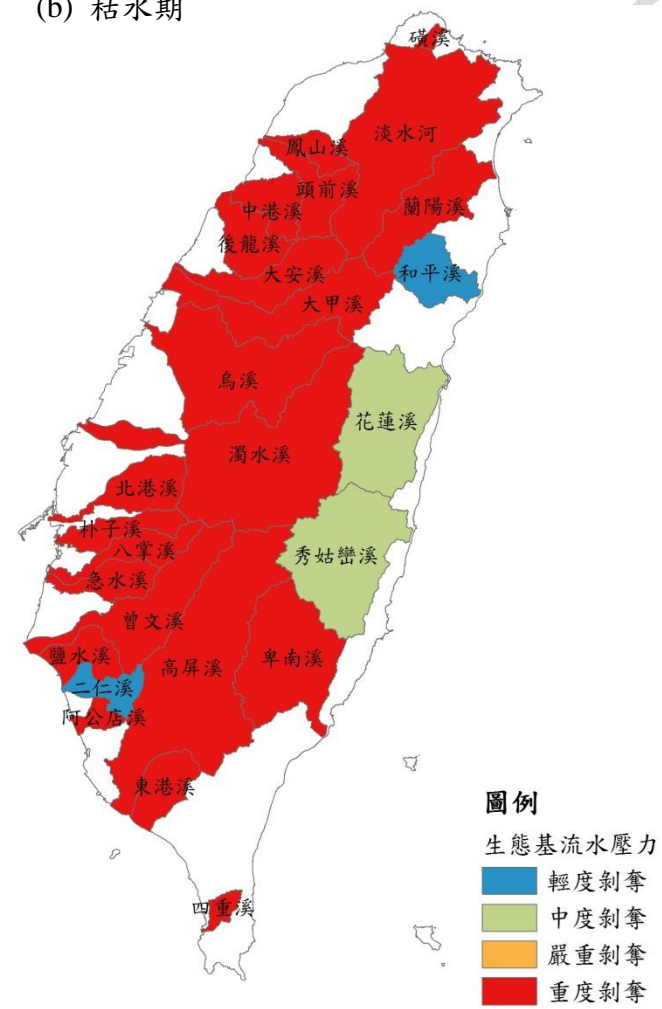 (b) 枯水期
磺溪
淡水河
鳳山溪
頭前溪
中港溪
蘭陽溪
後龍溪
大安溪
和平溪
大甲溪
烏溪
花蓮溪
濁水溪
北港溪
朴子溪
八掌溪
秀姑巒溪
急水溪
曾文溪
鹽水溪
高屏溪
卑南溪
二仁溪
阿公店溪
東港溪
四重溪
圖例
生態基流水壓力
輕度剝奪
中度剝奪
嚴重剝奪
重度剝奪